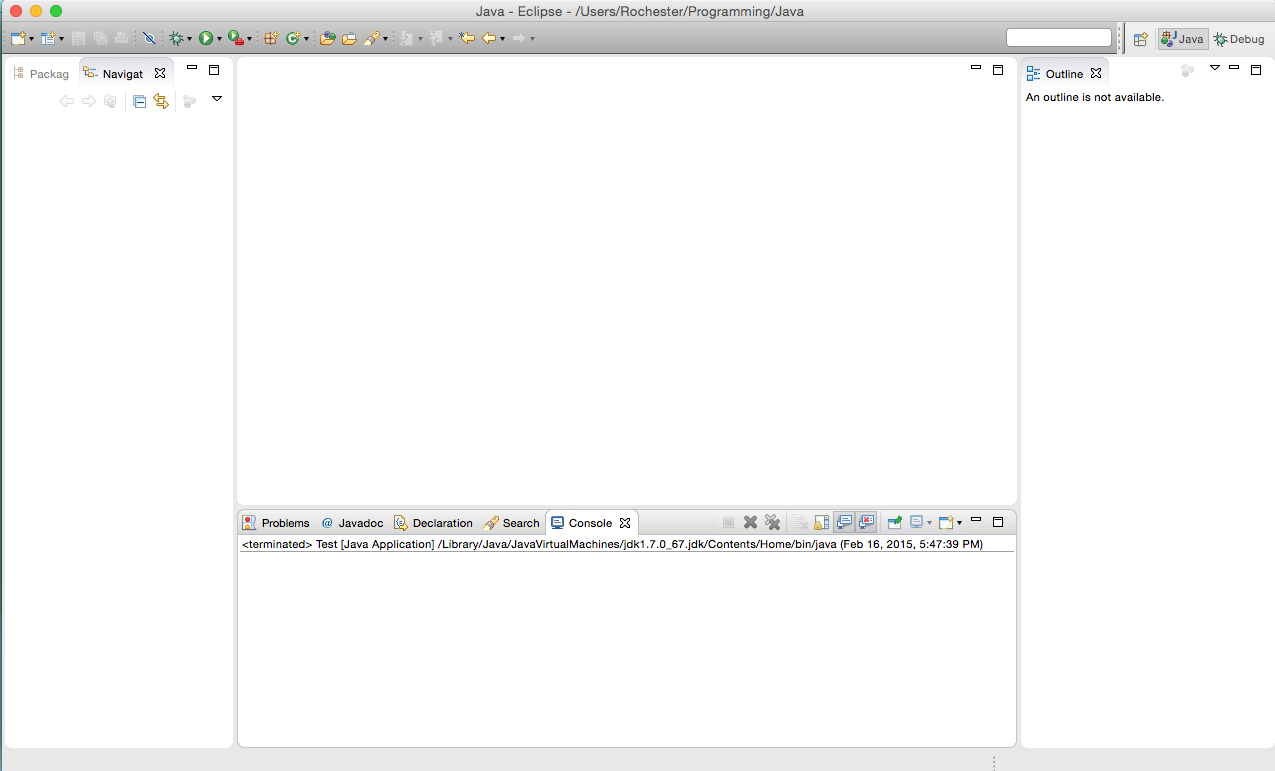 Java - Eclipse - /Users/Rochester/Programming/Java
Java
Debug
Packag
Navigat
Outline
An outline is not available.
Problems
@ Javadoc
Declaration
Search
Console
<terminated> Test [Java Application] /Library/Java/JavaVirtualMachines/jdk1.7.0_67.jdk/Contents/Home/bin/java (Feb 16, 2015, 5:47:39 PM)